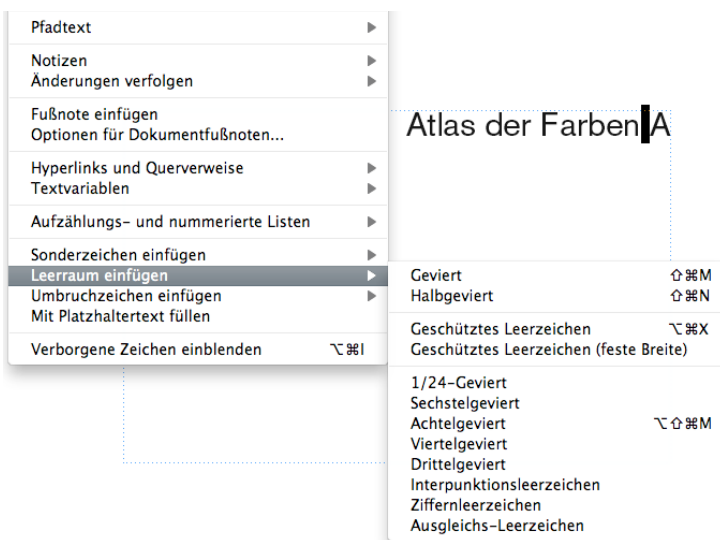 Pfadtext
Notizen
Änderungen verfolgen
Fußnote einfügen
Optionen für Dokumentfußnoten...
Hyperlinks und Querverweise
Textvariablen
Aufzählungs- und nummerierte Listen
Sonderzeichen einfügen
Leerraum einfügen
Umbruchzeichen einfügen
Mit Platzhaltertext füllen
Verborgene Zeichen einblenden ⌥⌘I
Atlas der Farben A
Geviert ⇧⌘M
Halbgeviert ⇧⌘N
Geschütztes Leerzeichen ⌥⌘X
Geschütztes Leerzeichen (feste Breite)
1/24-Geviert
Sechstelgeviert
Achtelgeviert ⌥⇧⌘M
Viertelgeviert
Drittelgeviert
Interpunktionsleerzeichen
Ziffernleerzeichen
Ausgleichs-Leerzeichen